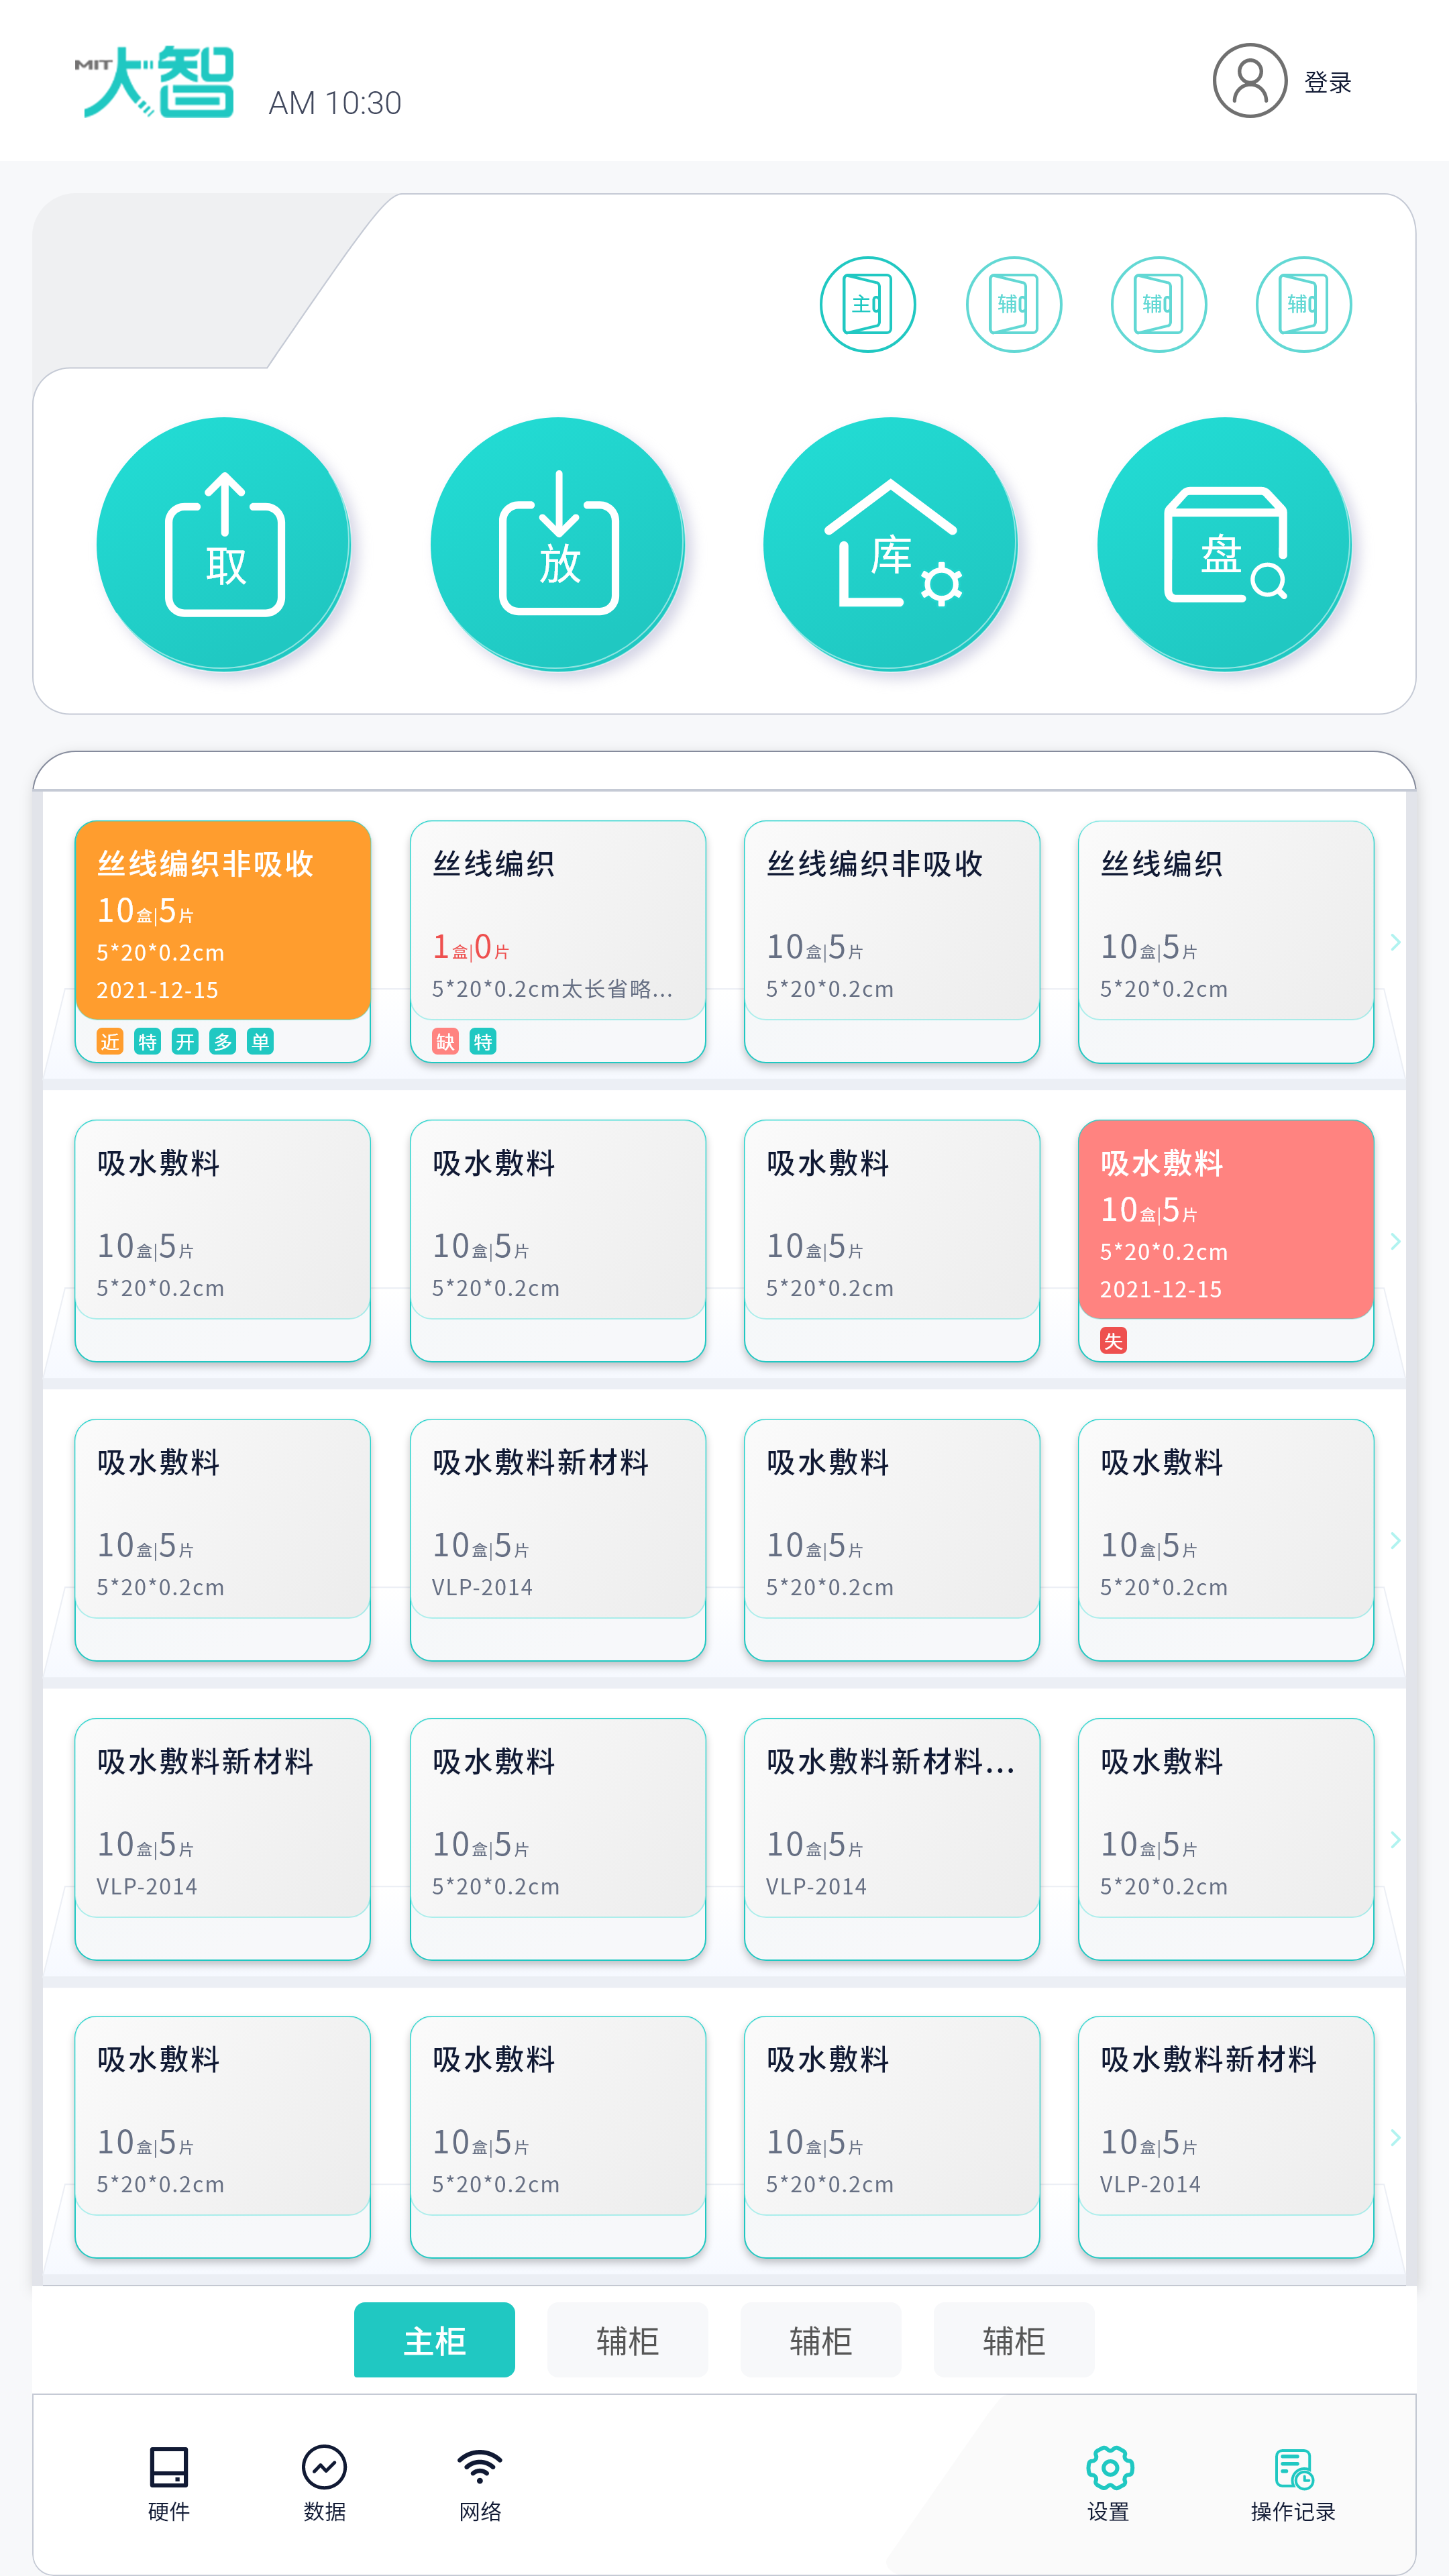 MIT大智
AM 10:30
登录
主
辅
辅
辅
取
放
库
盘
丝线编织非吸收
10盒|5片
5*20*0.2cm
2021-12-15
近 特 开 多 单
丝线编织
1盒|0片
5*20*0.2cm太长省略...
缺 特
丝线编织非吸收
10盒|5片
5*20*0.2cm
丝线编织
10盒|5片
5*20*0.2cm
吸水敷料
10盒|5片
5*20*0.2cm
吸水敷料
10盒|5片
5*20*0.2cm
吸水敷料
10盒|5片
5*20*0.2cm
吸水敷料
10盒|5片
5*20*0.2cm
2021-12-15
失
吸水敷料
10盒|5片
5*20*0.2cm
吸水敷料新材料
10盒|5片
VLP-2014
吸水敷料
10盒|5片
5*20*0.2cm
吸水敷料
10盒|5片
5*20*0.2cm
吸水敷料新材料
10盒|5片
VLP-2014
吸水敷料
10盒|5片
5*20*0.2cm
吸水敷料新材料...
10盒|5片
VLP-2014
吸水敷料
10盒|5片
5*20*0.2cm
吸水敷料
10盒|5片
5*20*0.2cm
吸水敷料
10盒|5片
5*20*0.2cm
吸水敷料
10盒|5片
5*20*0.2cm
吸水敷料新材料
10盒|5片
VLP-2014
主柜
辅柜
辅柜
辅柜
硬件
数据
网络
设置
操作记录